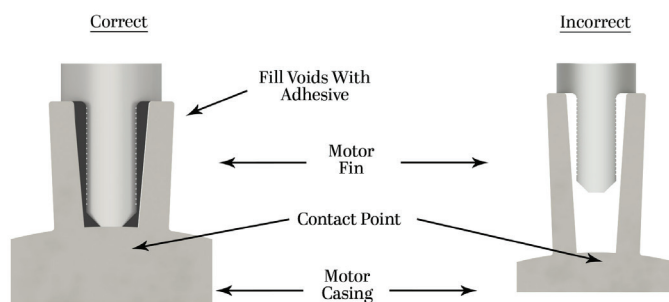 Correct
Incorrect
Fill Voids With
Adhesive
Motor
Fin
Contact Point
Motor
Casing